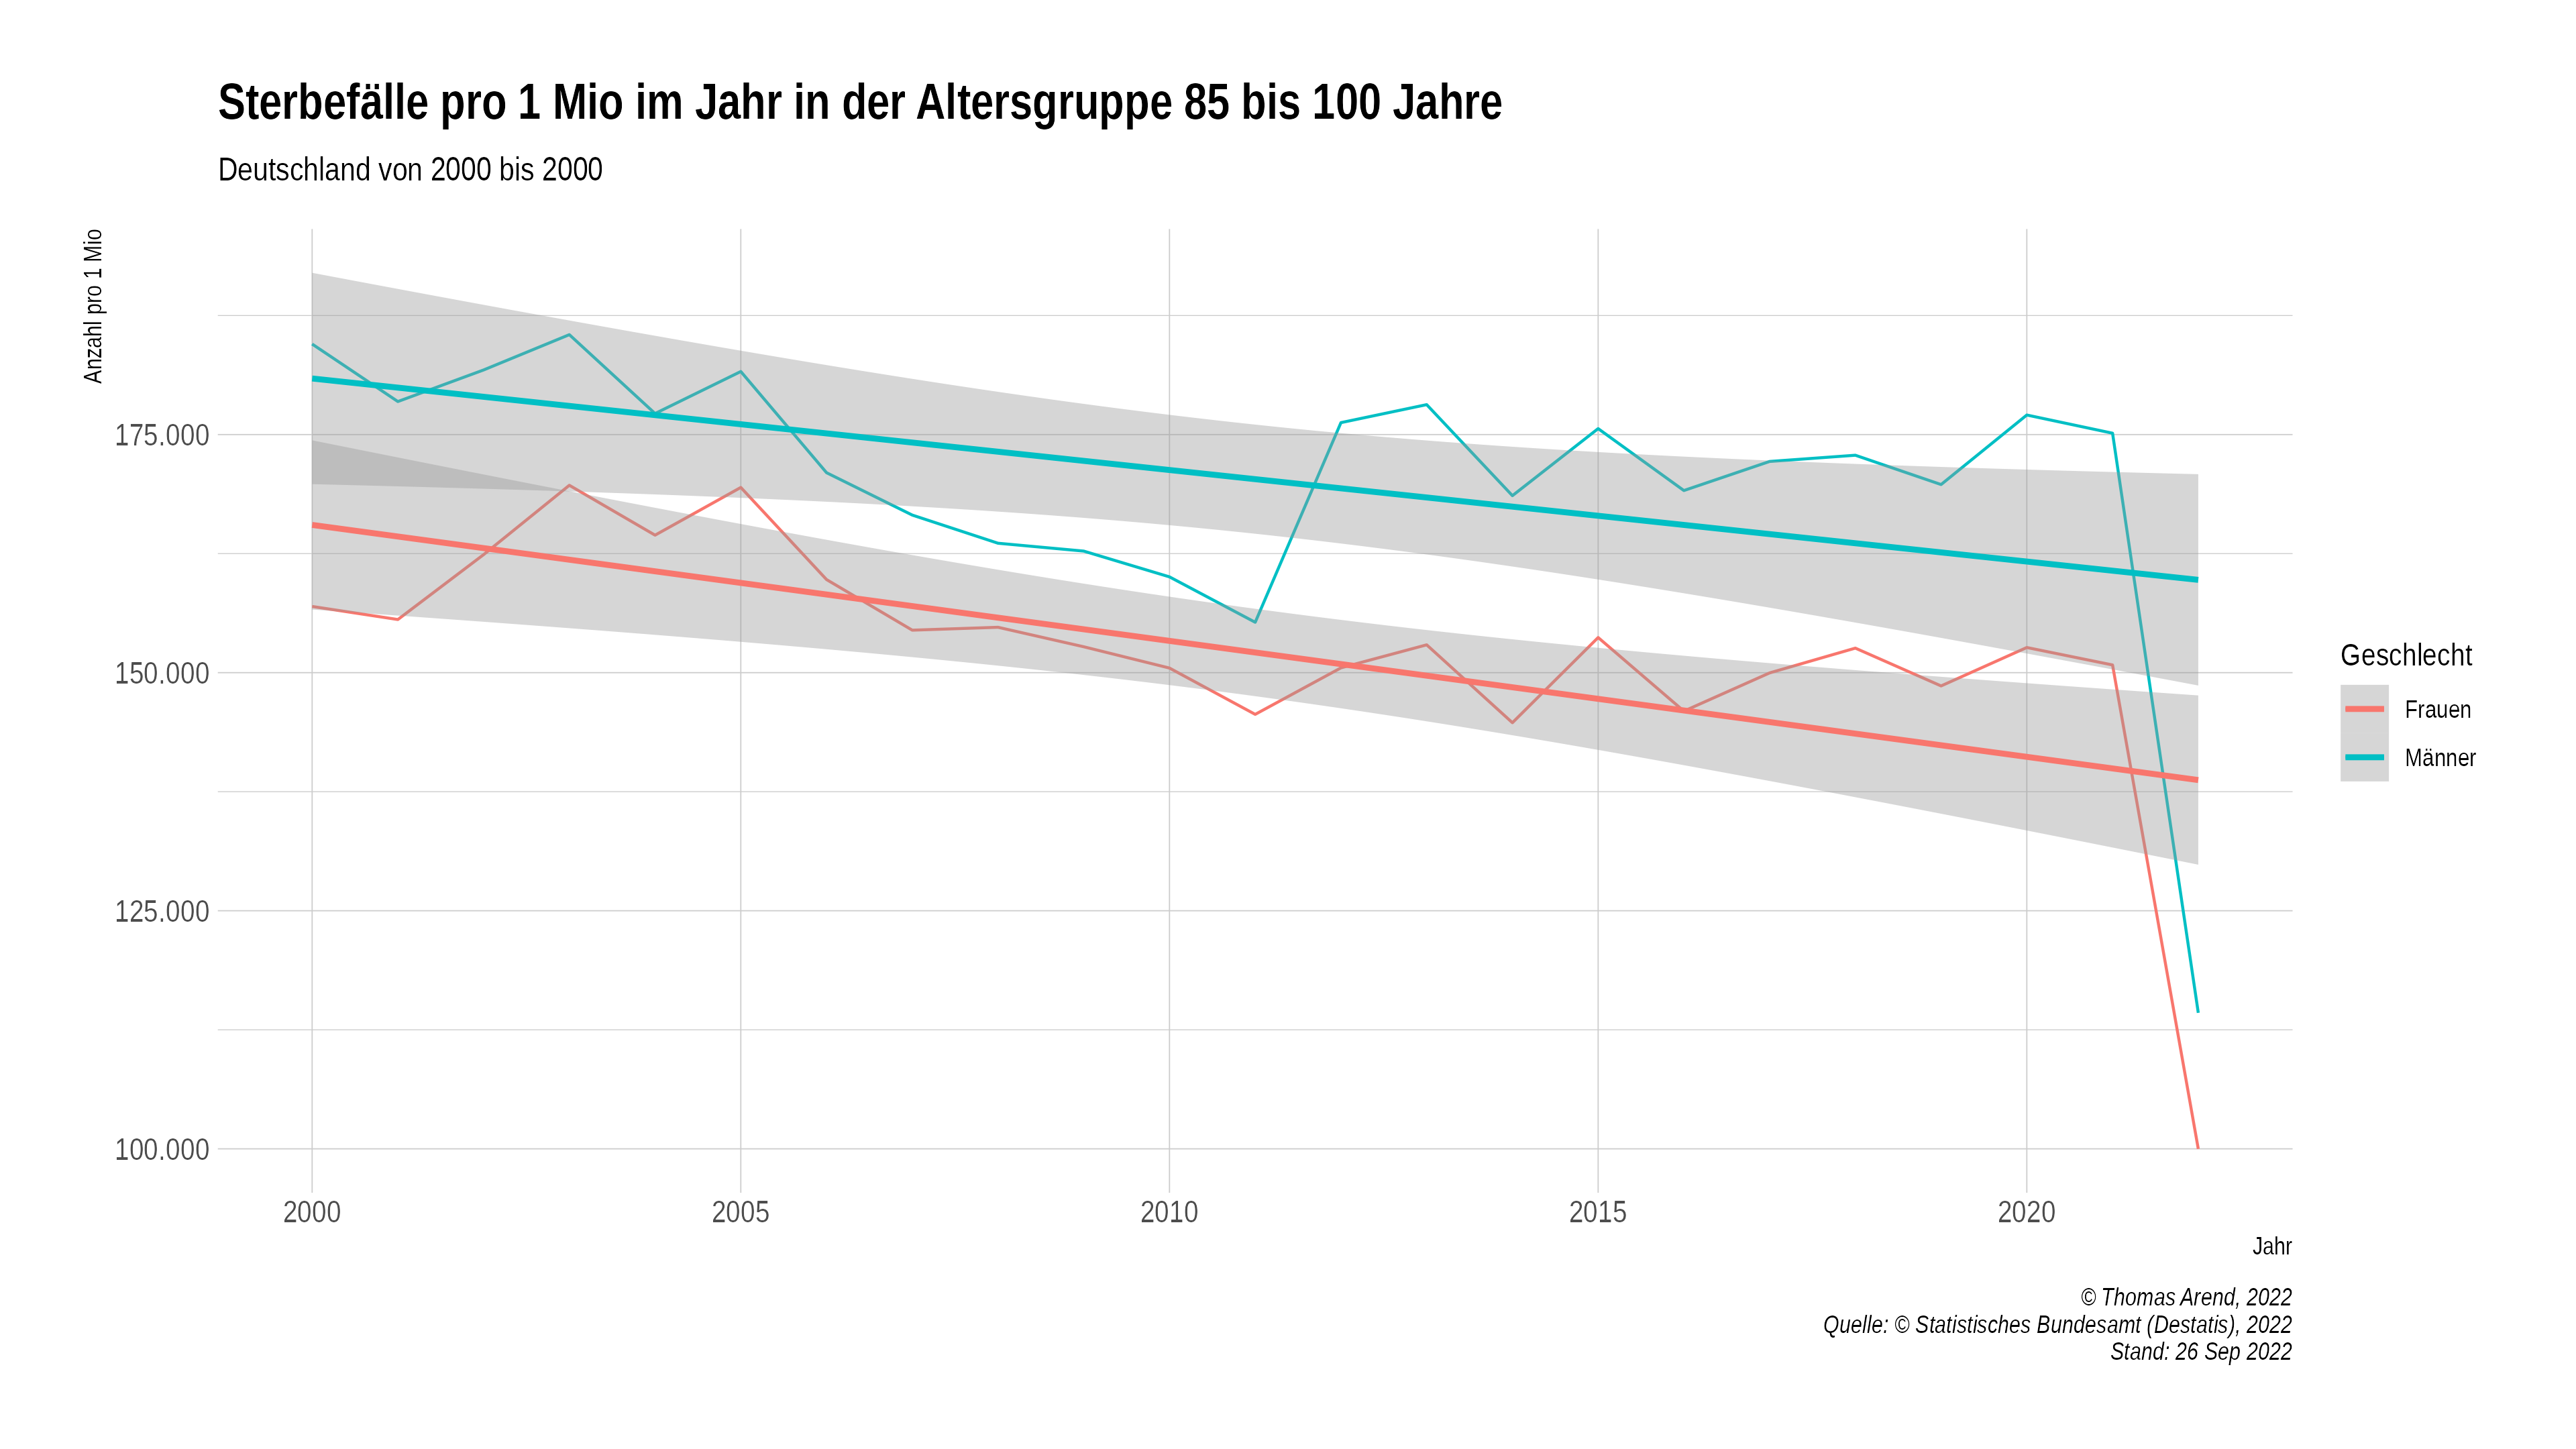 Sterbefälle pro 1 Mio im Jahr in der Altersgruppe 85 bis 100 Jahre
Deutschland von 2000 bis 2000
Anzahl pro 1 Mio
175.000
150.000
125.000
100.000
2000
2005
2010
2015
2020
Jahr
Geschlecht
Frauen
Männer
© Thomas Arend, 2022
Quelle: © Statistisches Bundesamt (Destatis), 2022
Stand: 26 Sep 2022